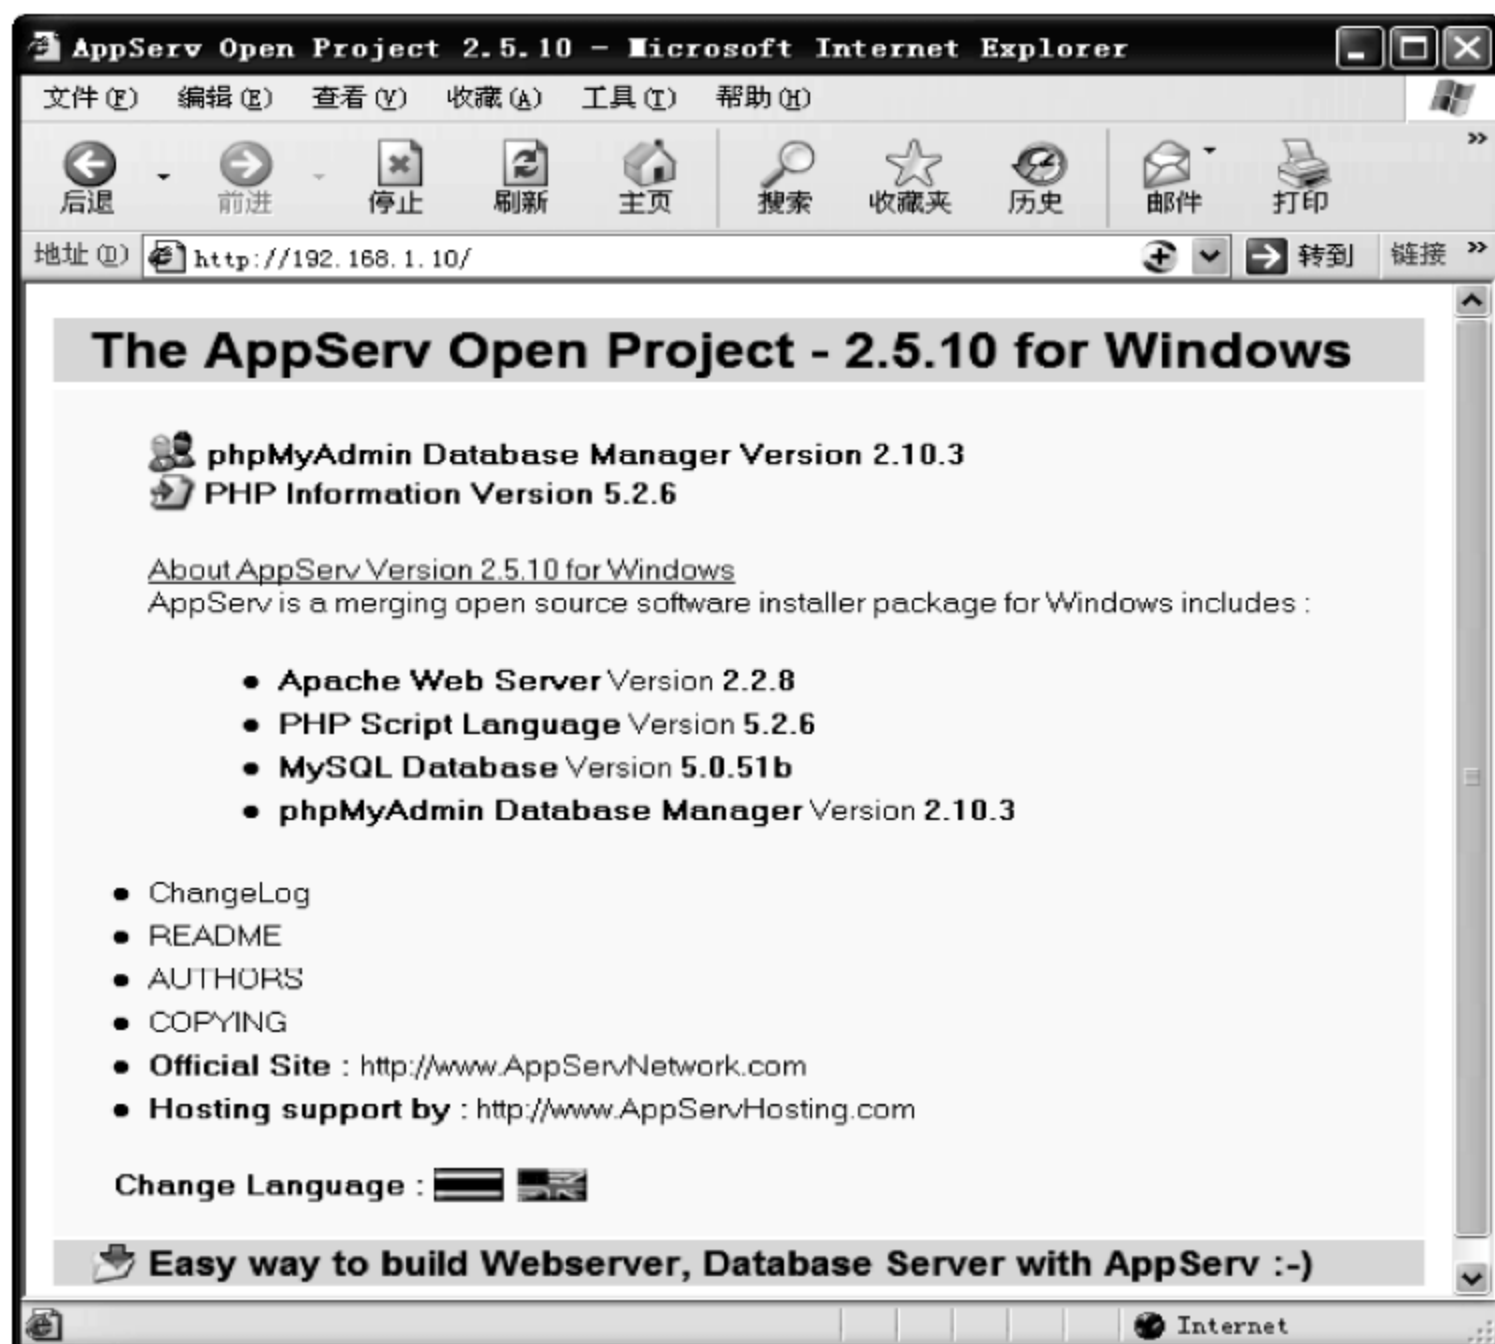 AppServ Open Project 2.5.10 - Microsoft Internet Explorer
文件(F) 编辑(E) 查看(V) 收藏(A) 工具(T) 帮助(H)
后退 前进 停止 刷新 主页 搜索 收藏夹 历史 邮件 打印 »
地址(D) http://192.168.1.10/ 转到 链接 »
The AppServ Open Project - 2.5.10 for Windows
phpMyAdmin Database Manager Version 2.10.3
PHP Information Version 5.2.6
About AppServ Version 2.5.10 for Windows
AppServ is a merging open source software installer package for Windows includes :
• Apache Web Server Version 2.2.8
• PHP Script Language Version 5.2.6
• MySQL Database Version 5.0.51b
• phpMyAdmin Database Manager Version 2.10.3
• ChangeLog
• README
• AUTHORS
• COPYING
• Official Site : http://www.AppServNetwork.com
• Hosting support by : http://www.AppServHosting.com
Change Language :
Easy way to build Webserver, Database Server with AppServ :-)
Internet